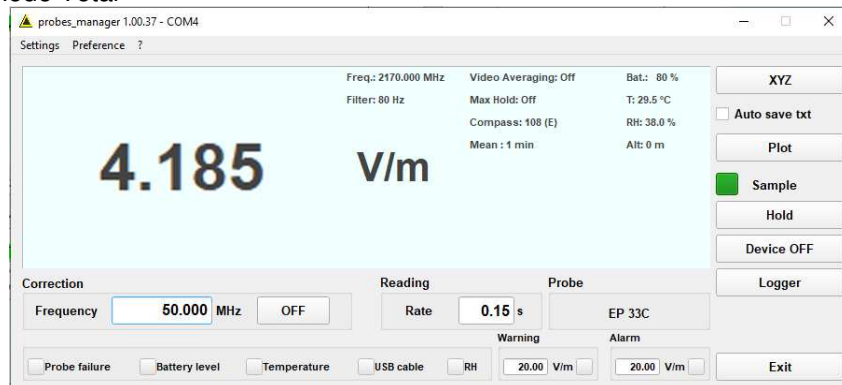 probes_manager 1.00.37 - COM4
Settings Preference ?
Freq.: 2170.000 MHz Video Averaging: Off Bat.: 80 %
Filter: 80 Hz Max Hold: Off T: 29.5 °C
Compass: 108 (E) RH: 38.0 %
Mean : 1 min Alt: 0 m
4.185 V/m
XYZ
Auto save txt
Plot
Sample
Hold
Device OFF
Logger
Correction Reading Probe
Frequency 50.000 MHz OFF Rate 0.15 s EP 33C
Warning Alarm
Probe failure Battery level Temperature USB cable RH 20.00 V/m 20.00 V/m
Exit